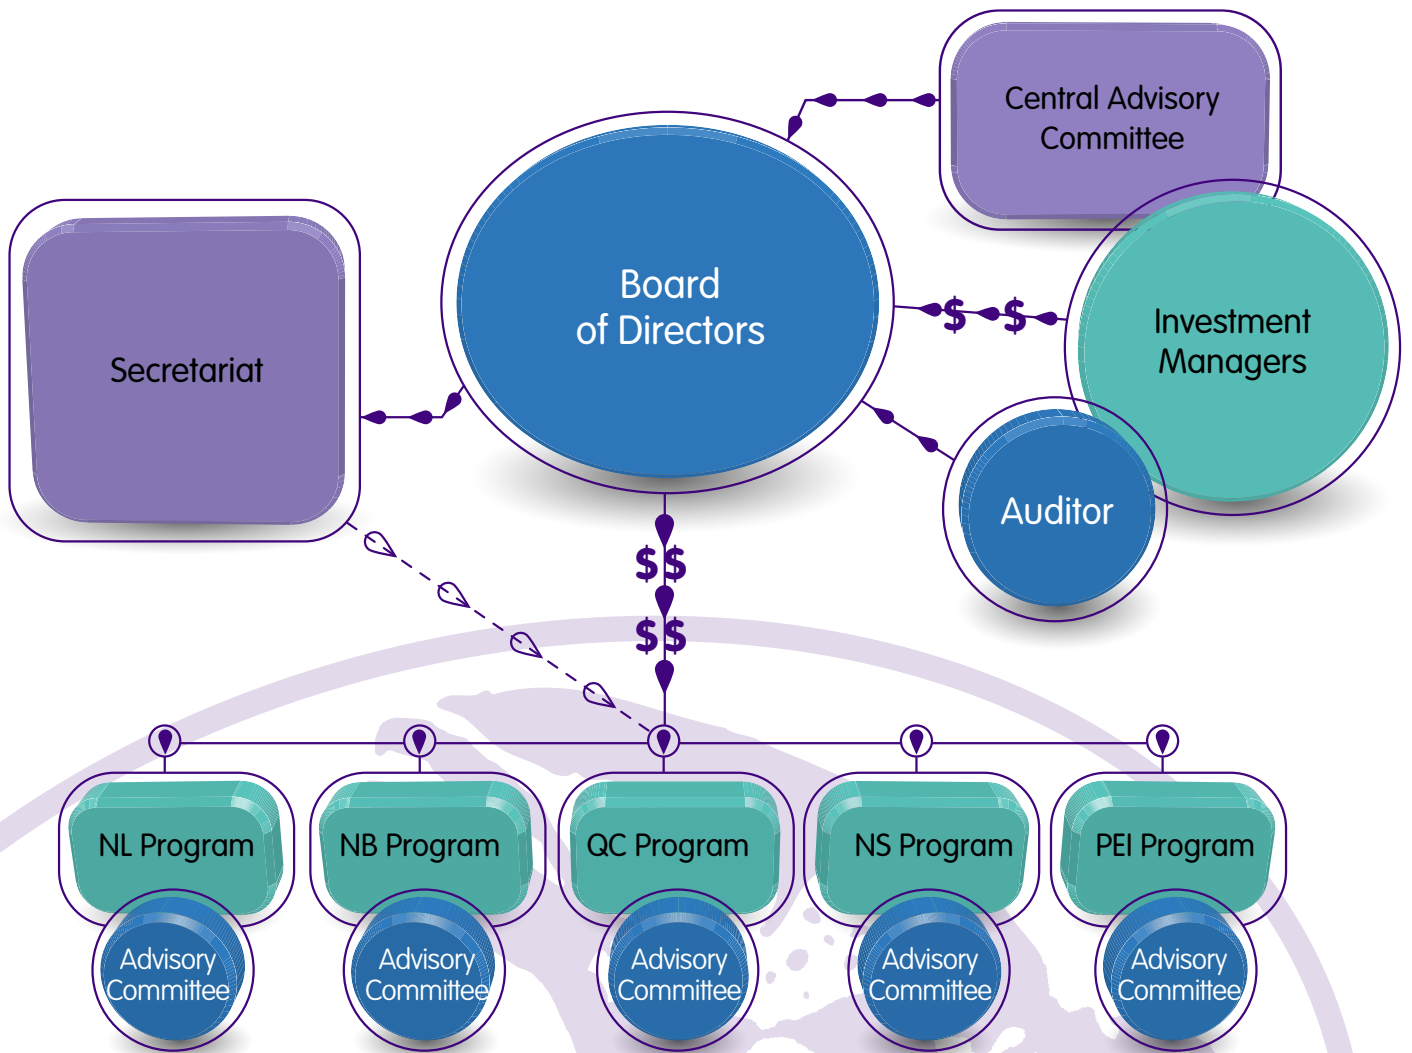 Central Advisory
Committee
Board
of Directors
Investment
Managers
Secretariat
$ $
Auditor
$$
$$
NL Program
NB Program
QC Program
NS Program
PEI Program
Advisory
Committee
Advisory
Committee
Advisory
Committee
Advisory
Committee
Advisory
Committee